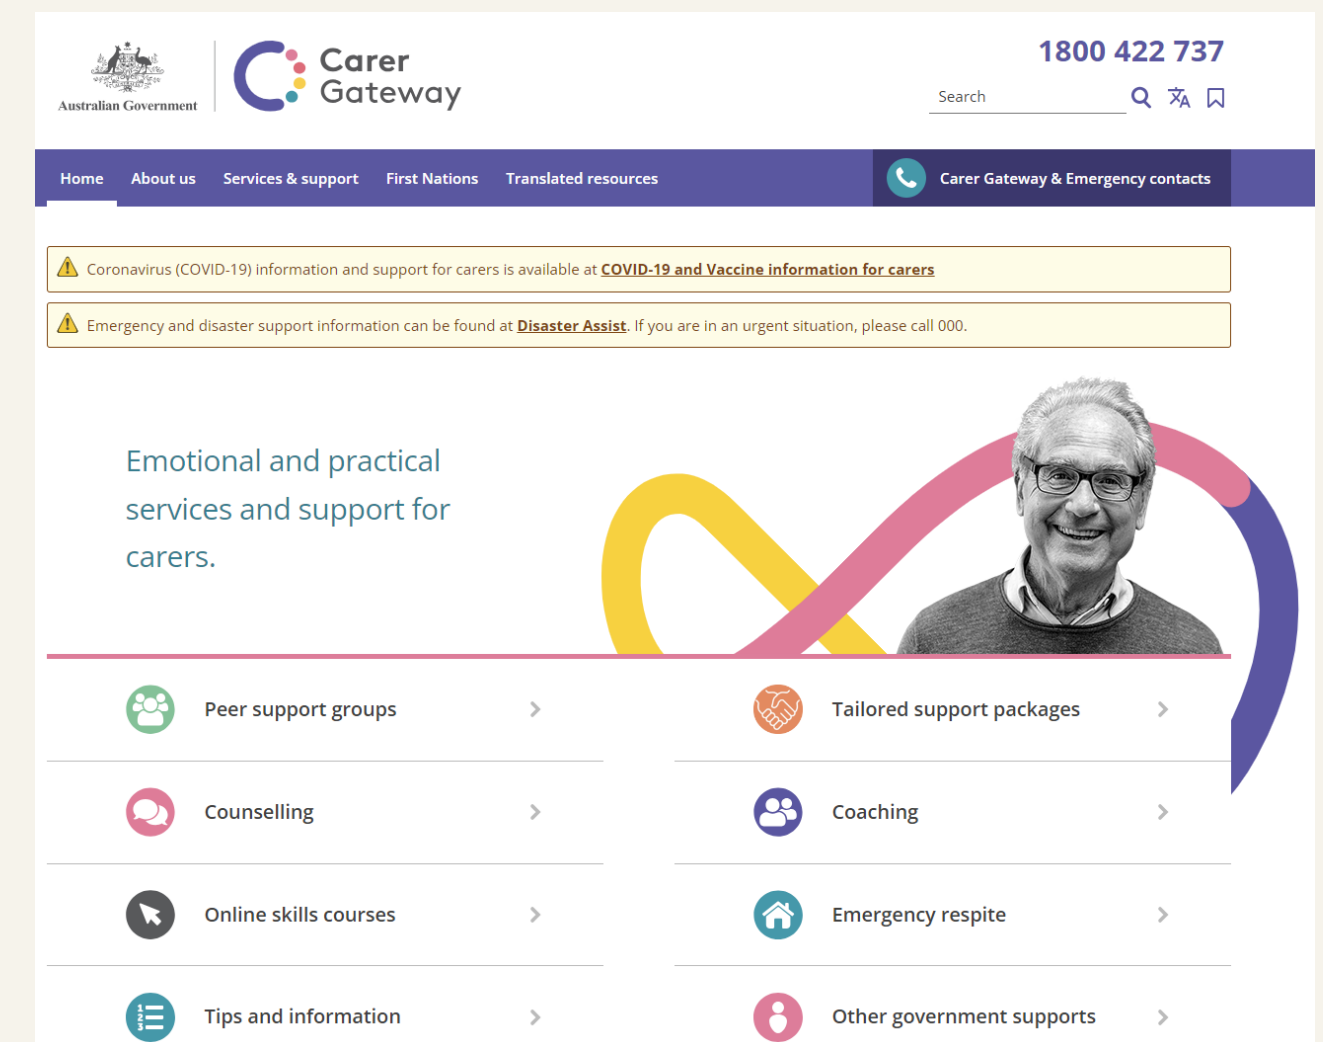 Australian Government
Carer
Gateway
1800 422 737
Search
Home About us Services & support First Nations Translated resources
Carer Gateway & Emergency contacts
Coronavirus (COVID-19) information and support for carers is available at COVID-19 and Vaccine information for carers
Emergency and disaster support information can be found at Disaster Assist. If you are in an urgent situation, please call 000.
Emotional and practical
services and support for
carers.
Peer support groups
Tailored support packages
Counselling
Coaching
Online skills courses
Emergency respite
Tips and information
Other government supports